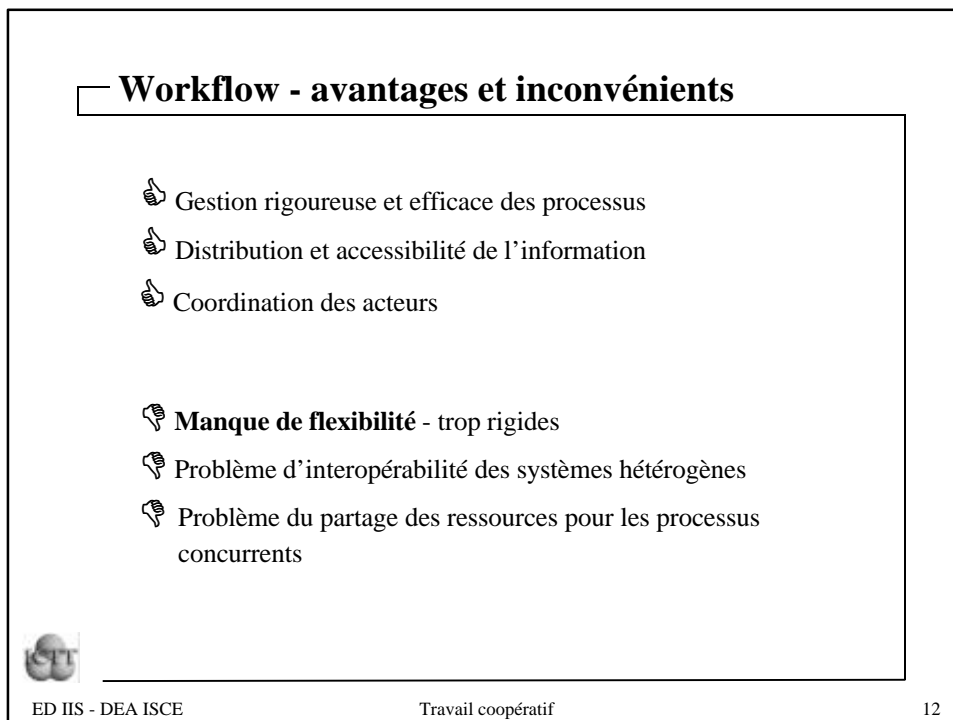 Workflow - avantages et inconvénients
👍 Gestion rigoureuse et efficace des processus
👍 Distribution et accessibilité de l’information
👍 Coordination des acteurs
👎 Manque de flexibilité - trop rigides
👎 Problème d’interopérabilité des systèmes hétérogènes
👎 Problème du partage des ressources pour les processus
concurrents
ICTT
ED IIS - DEA ISCE Travail coopératif 12